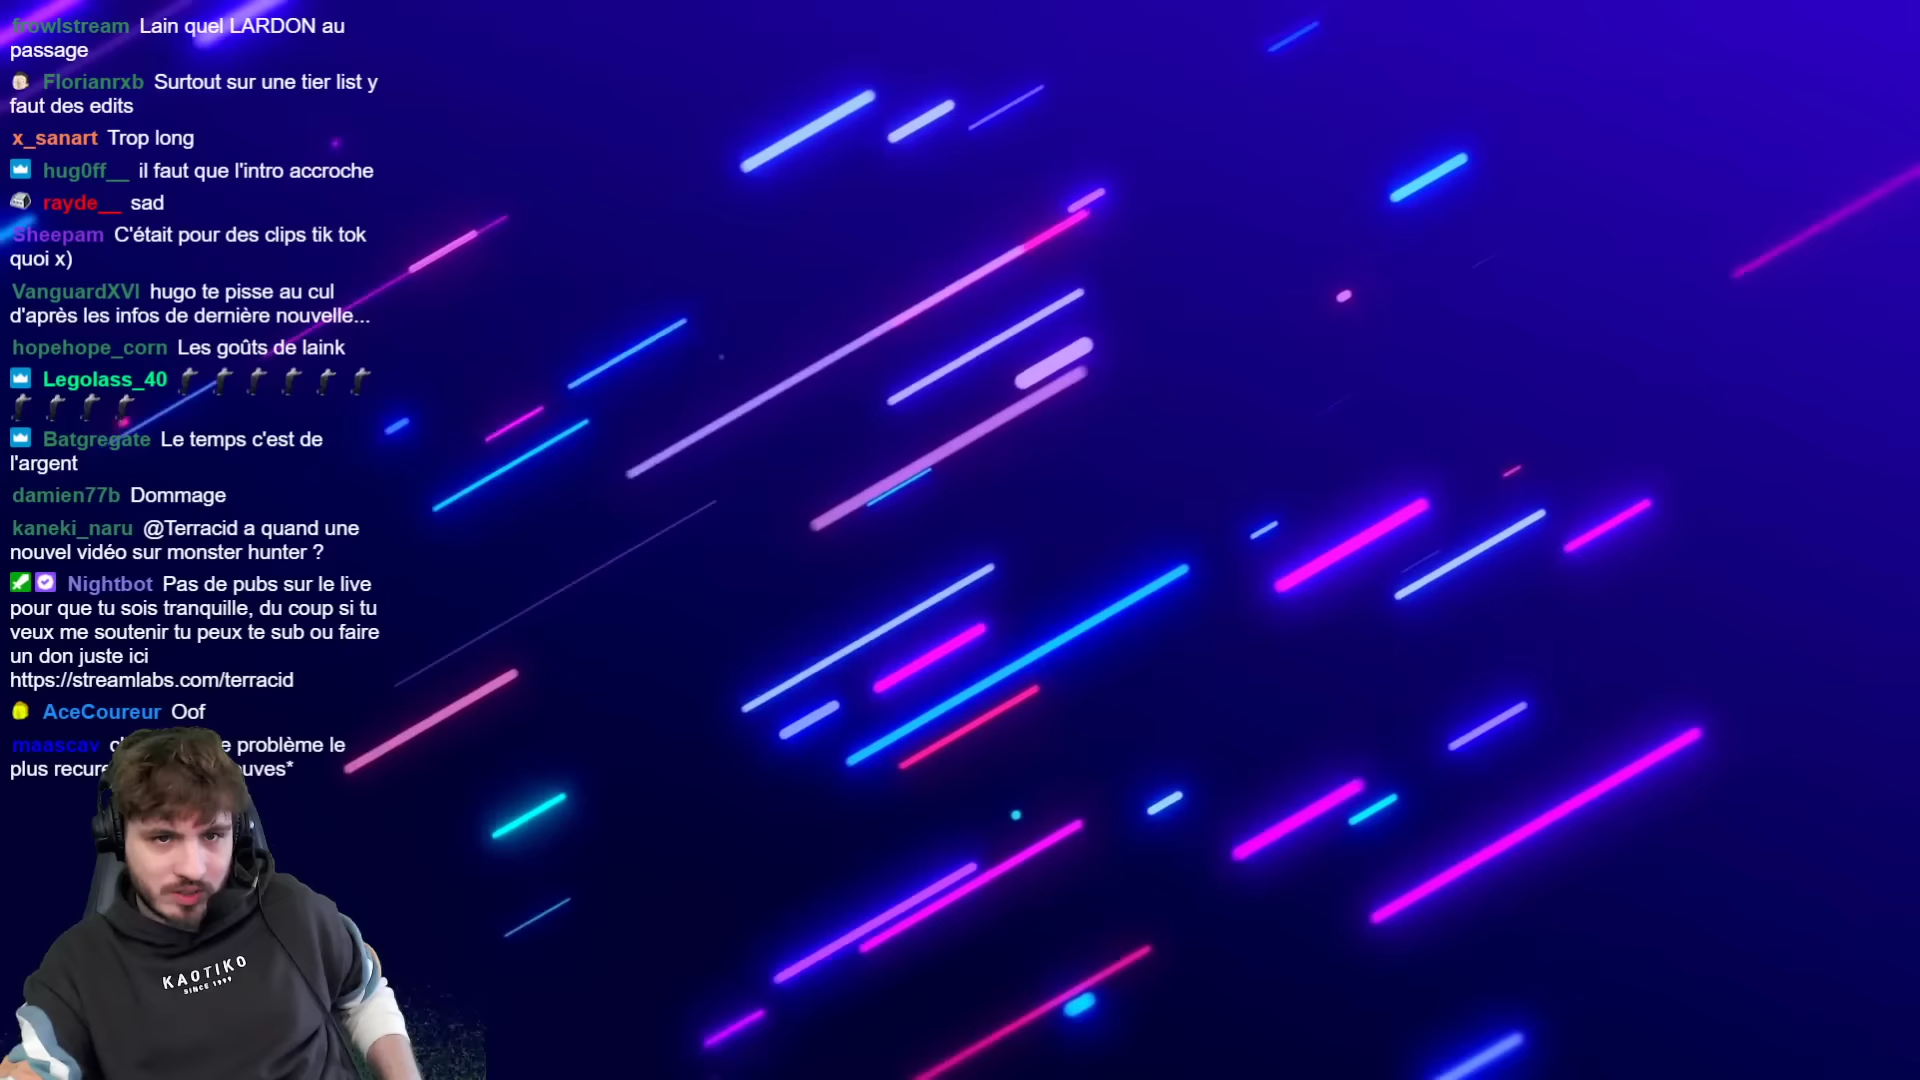 frowlstream Lain quel LARDON au
passage
Florianrxb Surtout sur une tier list y
faut des edits
x_sanart Trop long
hug0ff__ il faut que l'intro accroche
rayde__ sad
Sheepam C'était pour des clips tik tok
quoi x)
VanguardXVI hugo te pisse au cul
d'après les infos de dernière nouvelle...
hopehope_corn Les goûts de laink
Legolass_40
Batgregate Le temps c'est de
l'argent
damien77b Dommage
kaneki_naru @Terracid a quand une
nouvel vidéo sur monster hunter ?
Nightbot Pas de pubs sur le live
pour que tu sois tranquille, du coup si tu
veux me soutenir tu peux te sub ou faire
un don juste ici
https://streamlabs.com/terracid
AceCoureur Oof
maascav problème le
plus
KAOTIKO
SINCE 1999